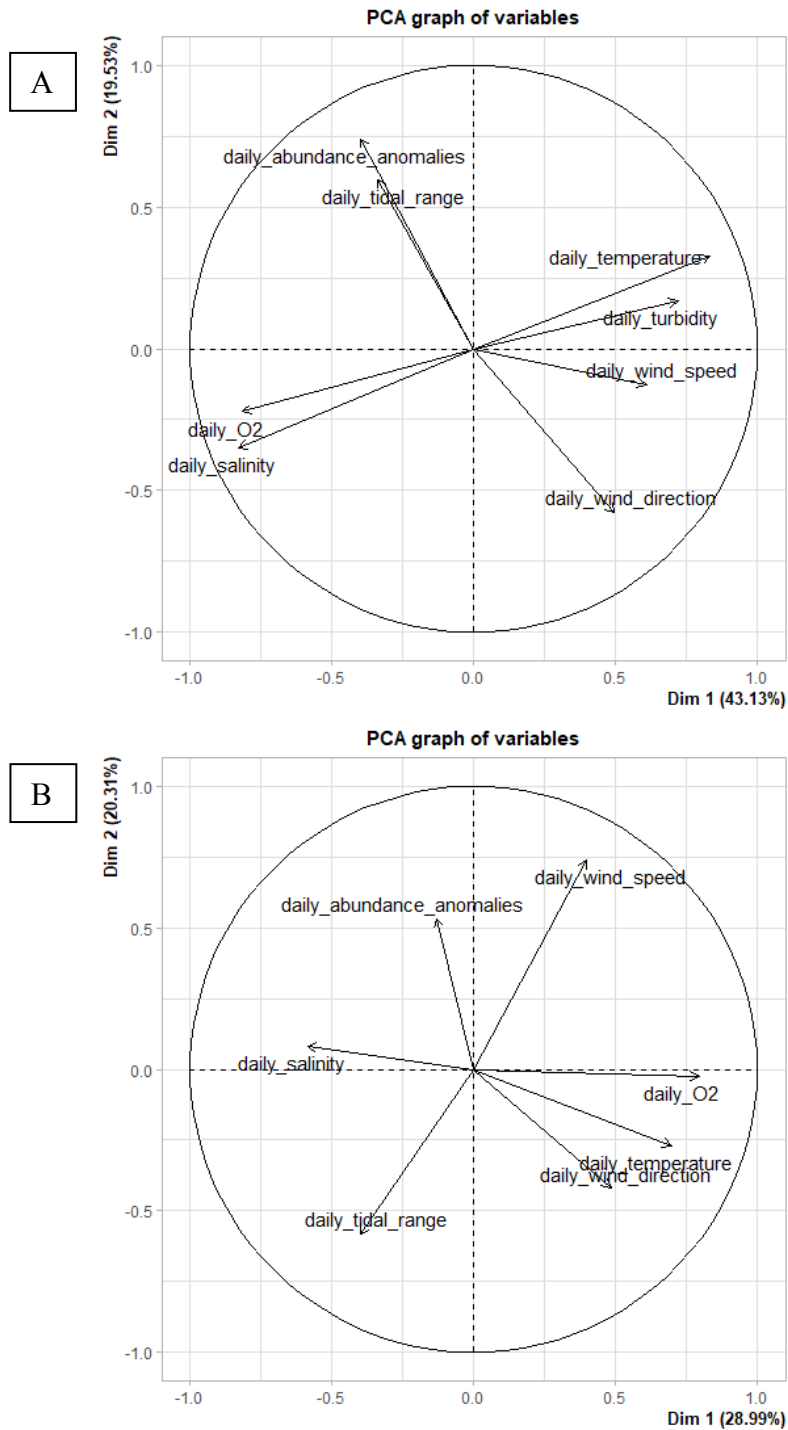 PCA graph of variables
A
Dim 2 (19.53%)
1.0
0.5
0.0
-0.5
-1.0
daily_abundance_anomalies
daily_tidal_range
daily_temperature
daily_turbidity
daily_wind_speed
daily_O2
daily_salinity
daily_wind_direction
-1.0 -0.5 0.0 0.5 1.0
Dim 1 (43.13%)
PCA graph of variables
B
Dim 2 (20.31%)
1.0
0.5
0.0
-0.5
-1.0
daily_wind_speed
daily_abundance_anomalies
daily_salinity
daily_O2
daily_temperature
daily_wind_direction
daily_tidal_range
-1.0 -0.5 0.0 0.5 1.0
Dim 1 (28.99%)